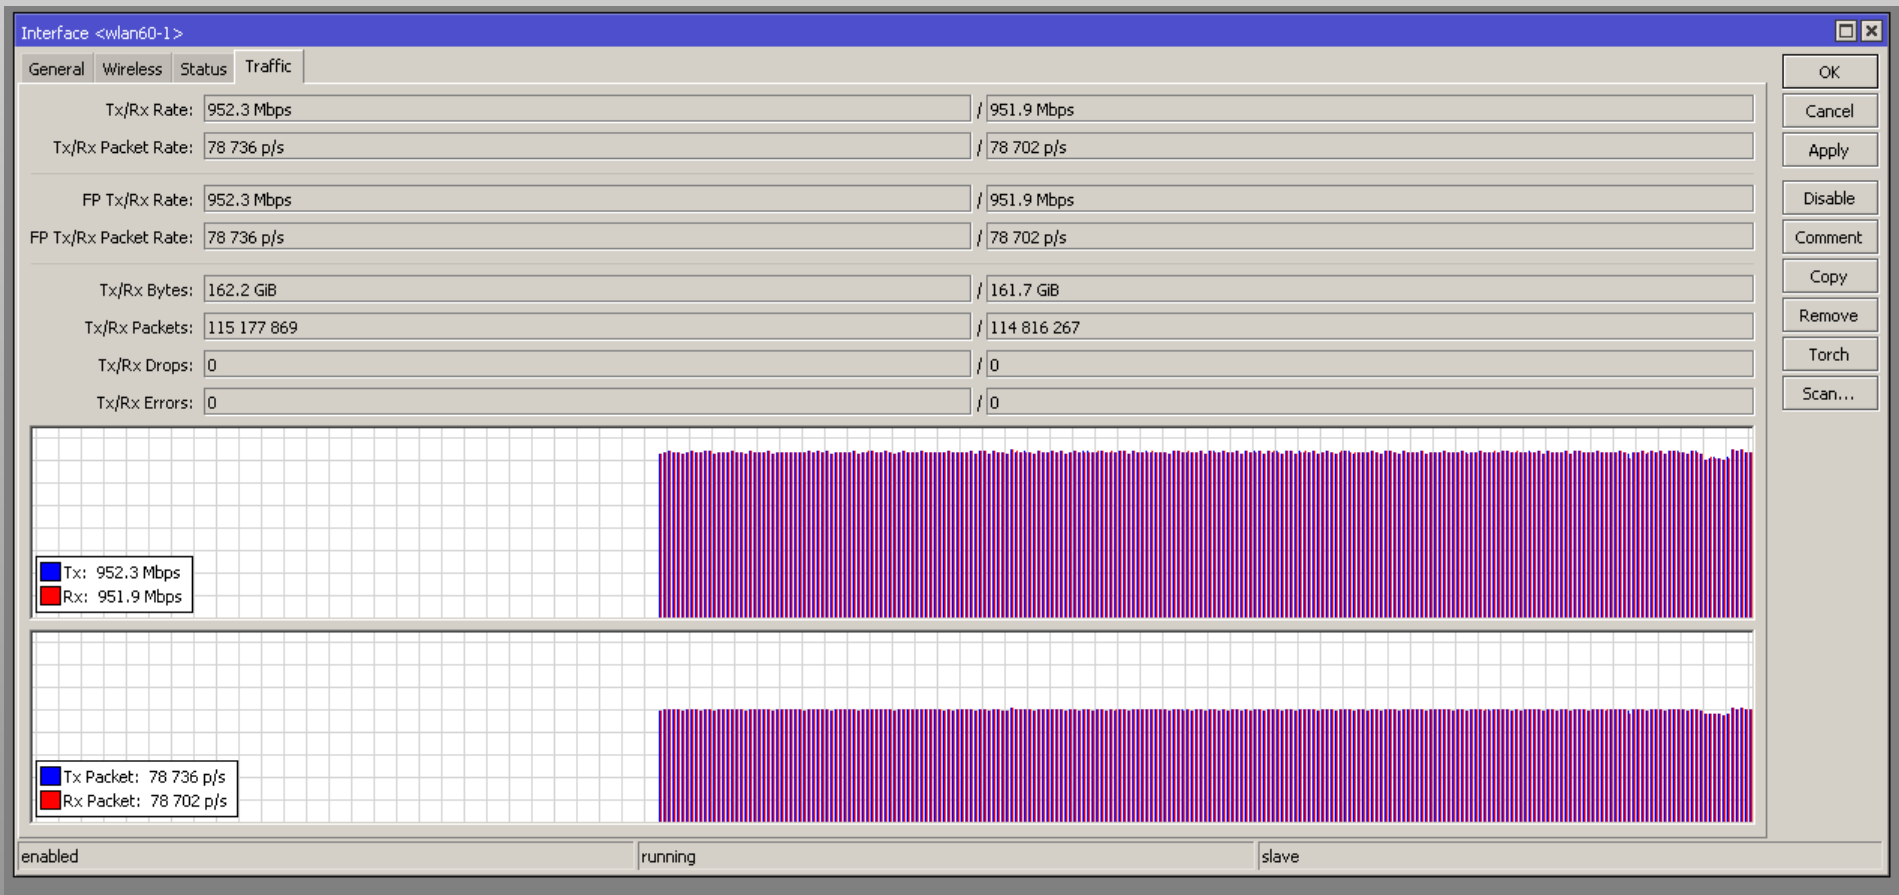 Interface <wlan60-1>
General Wireless Status Traffic
Tx/Rx Rate: 952.3 Mbps / 951.9 Mbps
Tx/Rx Packet Rate: 78 736 p/s / 78 702 p/s
FP Tx/Rx Rate: 952.3 Mbps / 951.9 Mbps
FP Tx/Rx Packet Rate: 78 736 p/s / 78 702 p/s
Tx/Rx Bytes: 162.2 GiB / 161.7 GiB
Tx/Rx Packets: 115 177 869 / 114 816 267
Tx/Rx Drops: 0 / 0
Tx/Rx Errors: 0 / 0
Tx: 952.3 Mbps
Rx: 951.9 Mbps
Tx Packet: 78 736 p/s
Rx Packet: 78 702 p/s
OK
Cancel
Apply
Disable
Comment
Copy
Remove
Torch
Scan...
enabled running slave